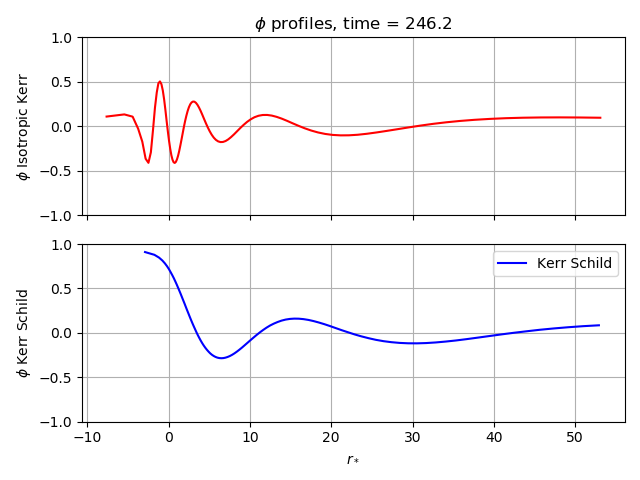 ϕ profiles, time = 246.2
1.0
0.5
0.0
−0.5
−1.0
ϕ Isotropic Kerr
1.0
0.5
0.0
−0.5
−1.0
ϕ Kerr Schild
Kerr Schild
−10 0 10 20 30 40 50
r*